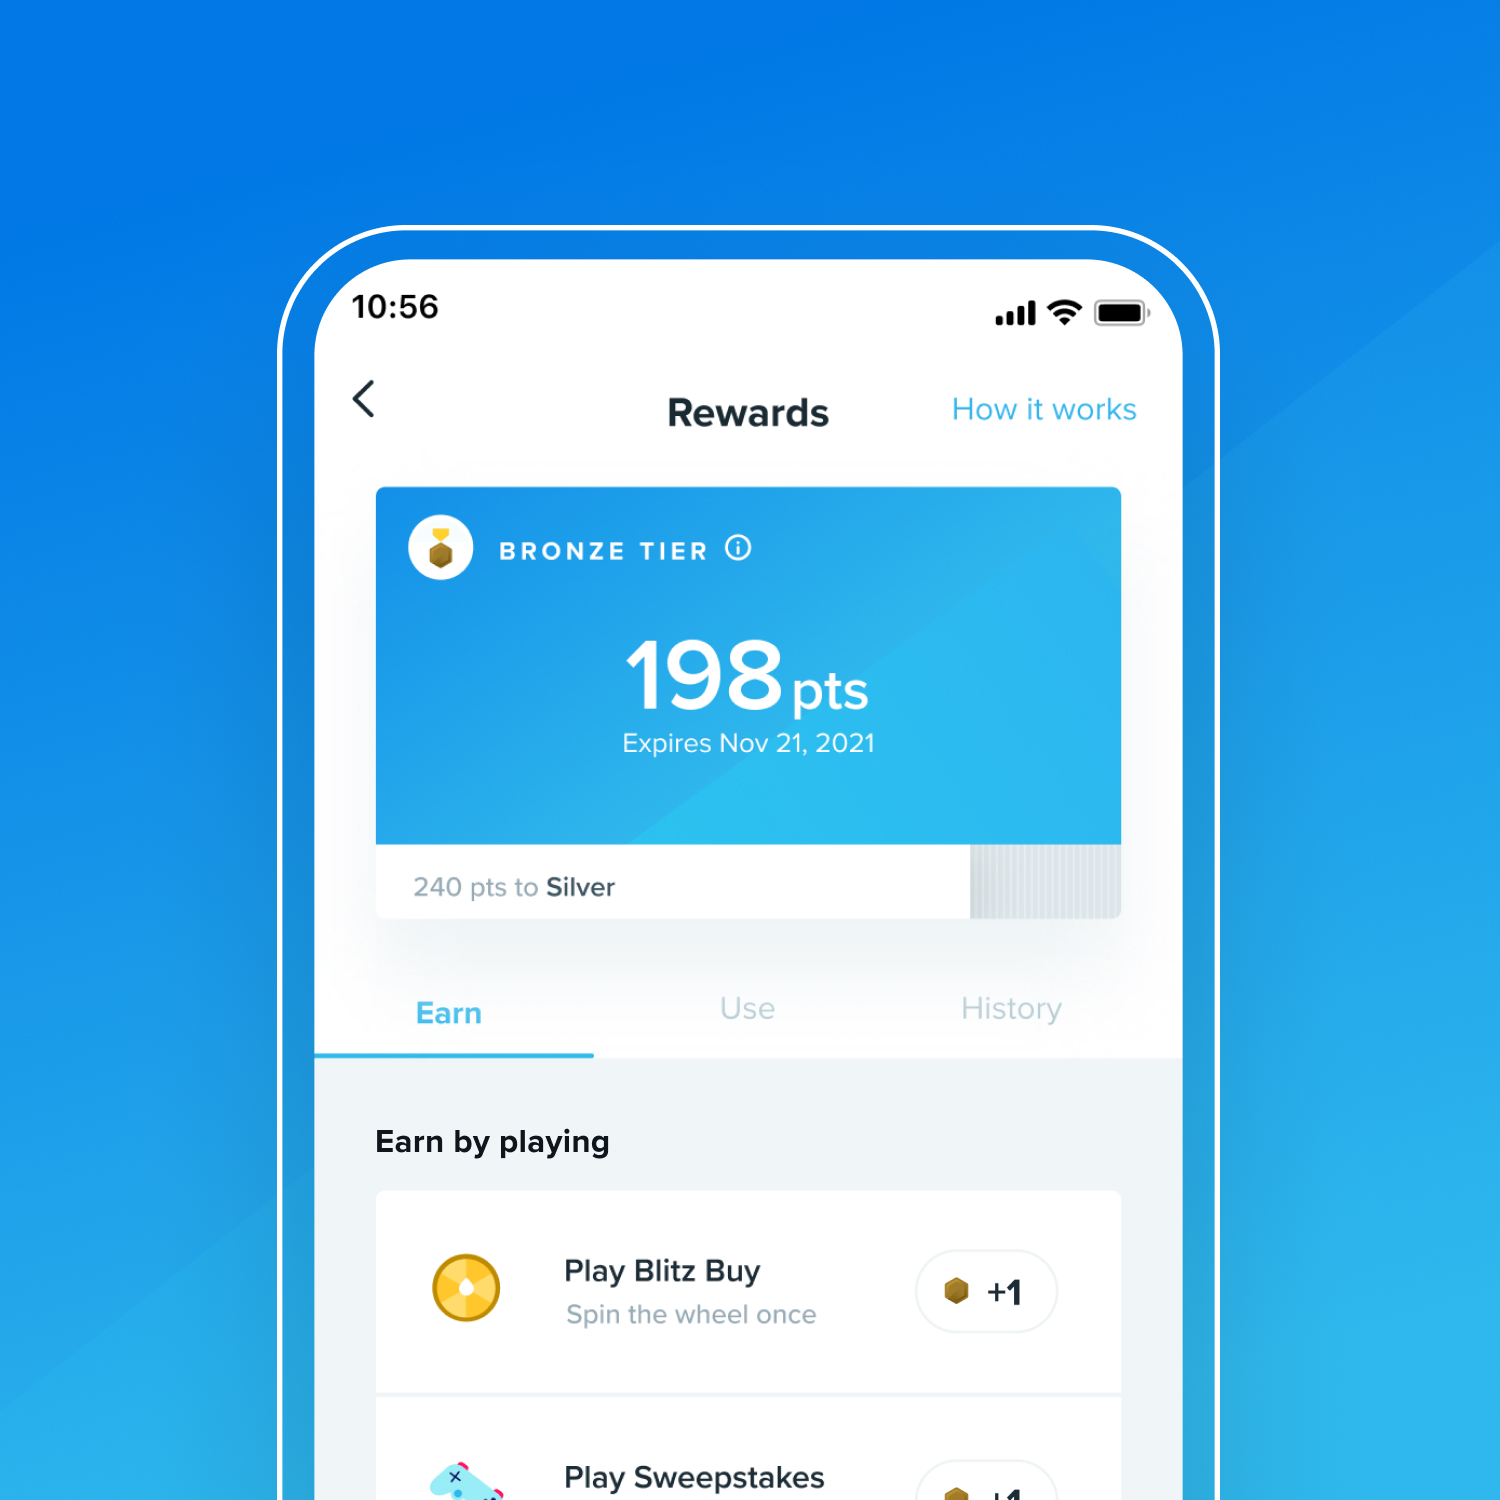 10:56
Rewards
How it works
BRONZE TIER
198 pts
Expires Nov 21, 2021
240 pts to Silver
Earn
Use
History
Earn by playing
Play Blitz Buy
Spin the wheel once
+1
Play Sweepstakes
+1